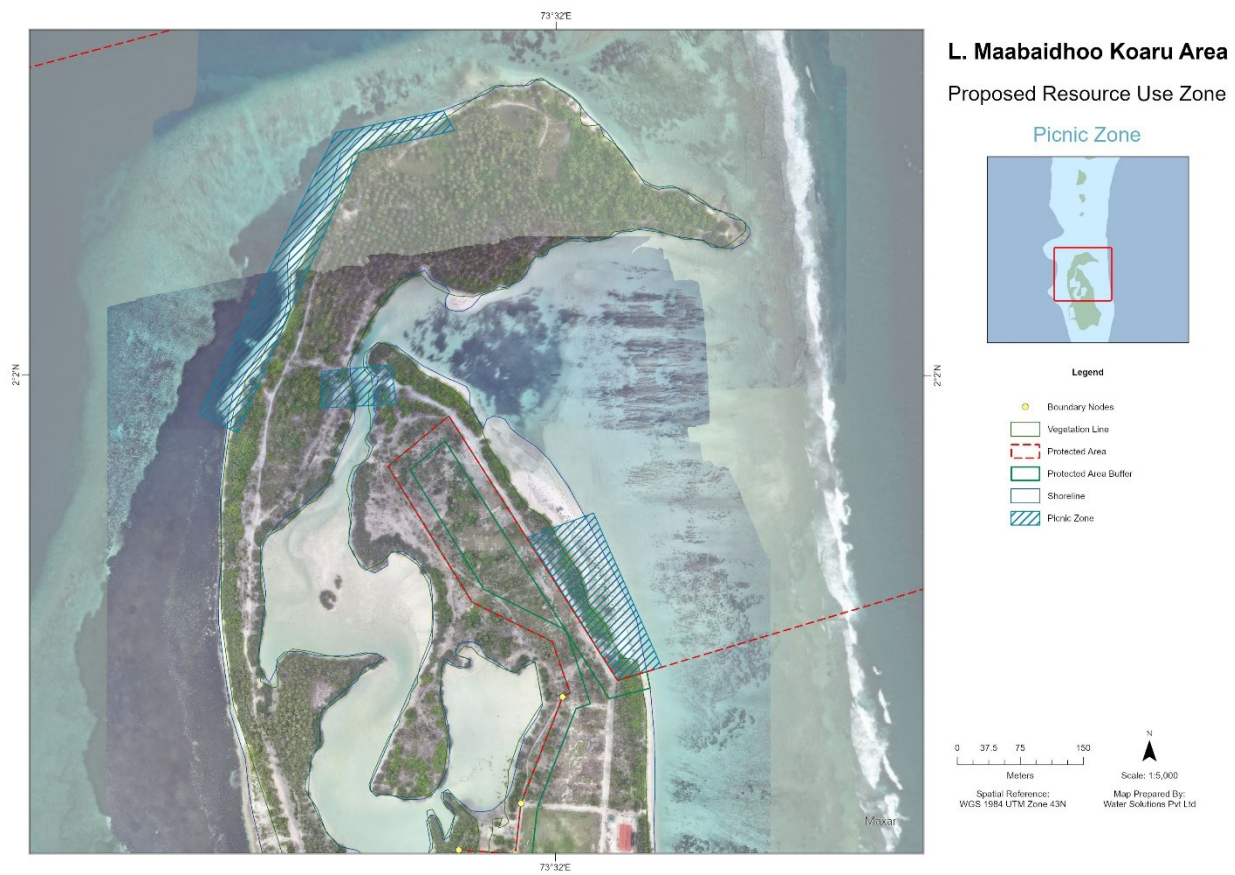 73°32'E
L. Maabaidhoo Koaru Area
Proposed Resource Use Zone
Picnic Zone
2°2'N
2°2'N
Legend
Boundary Nodes
Vegetation Line
Protected Area
Protected Area Buffer
Shoreline
Picnic Zone
0 37.5 75 150
Meters
N
Scale: 1:5,000
Spatial Reference:
WGS 1984 UTM Zone 43N
Map Prepared By:
Water Solutions Pvt Ltd
Maxar
73°32'E